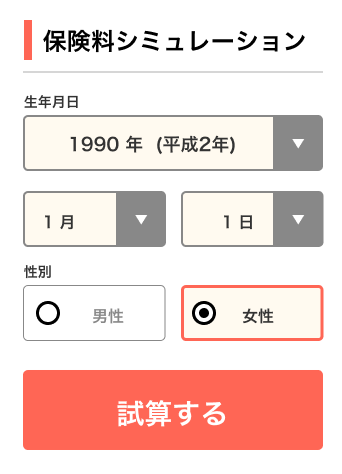 保険料シミュレーション
生年月日
1990 年 (平成2年)
1 月
1 日
性別
男性
女性
試算する